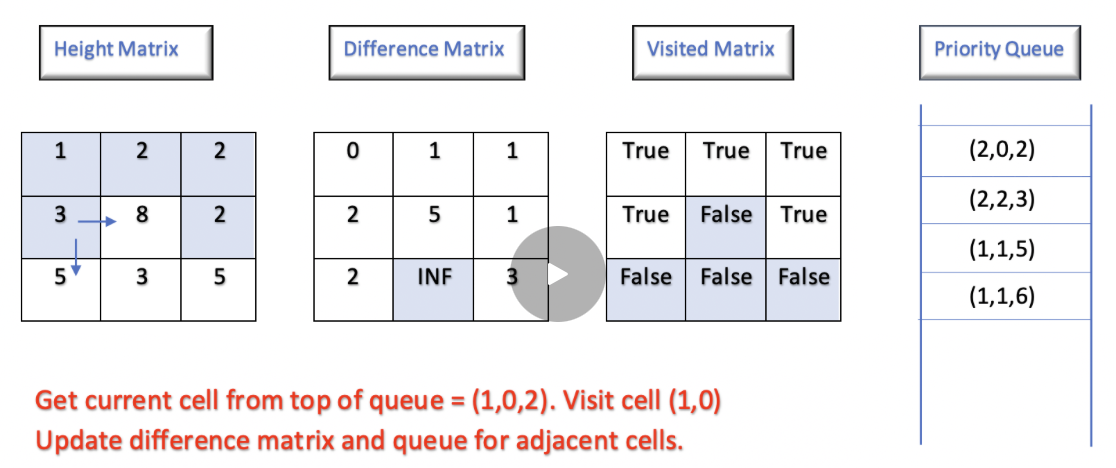 Height Matrix
Difference Matrix
Visited Matrix
Priority Queue
1 2 2
3 8 2
5 3 5
0 1 1
2 5 1
2 INF 3
True True True
True False True
False False False
(2,0,2)
(2,2,3)
(1,1,5)
(1,1,6)
Get current cell from top of queue = (1,0,2). Visit cell (1,0)
Update difference matrix and queue for adjacent cells.